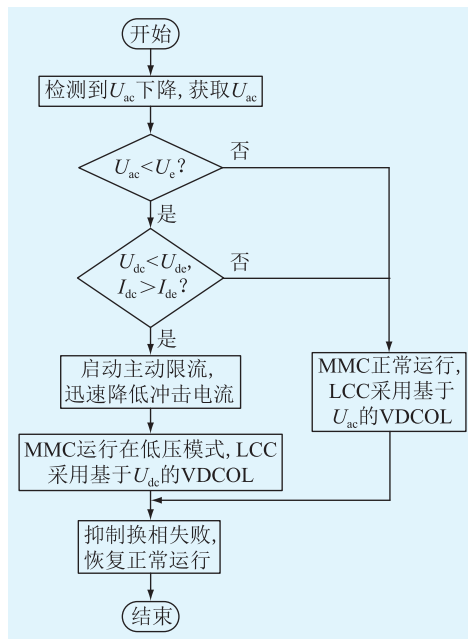 开始
检测到Uac下降, 获取Uac
Uac<Ue?
否
是
Udc<Ude,
Idc>Ide?
否
是
启动主动限流,
迅速降低冲击电流
MMC正常运行,
LCC采用基于
Uac的VDCOL
MMC运行在低压模式, LCC
采用基于Udc的VDCOL
抑制换相失败,
恢复正常运行
结束